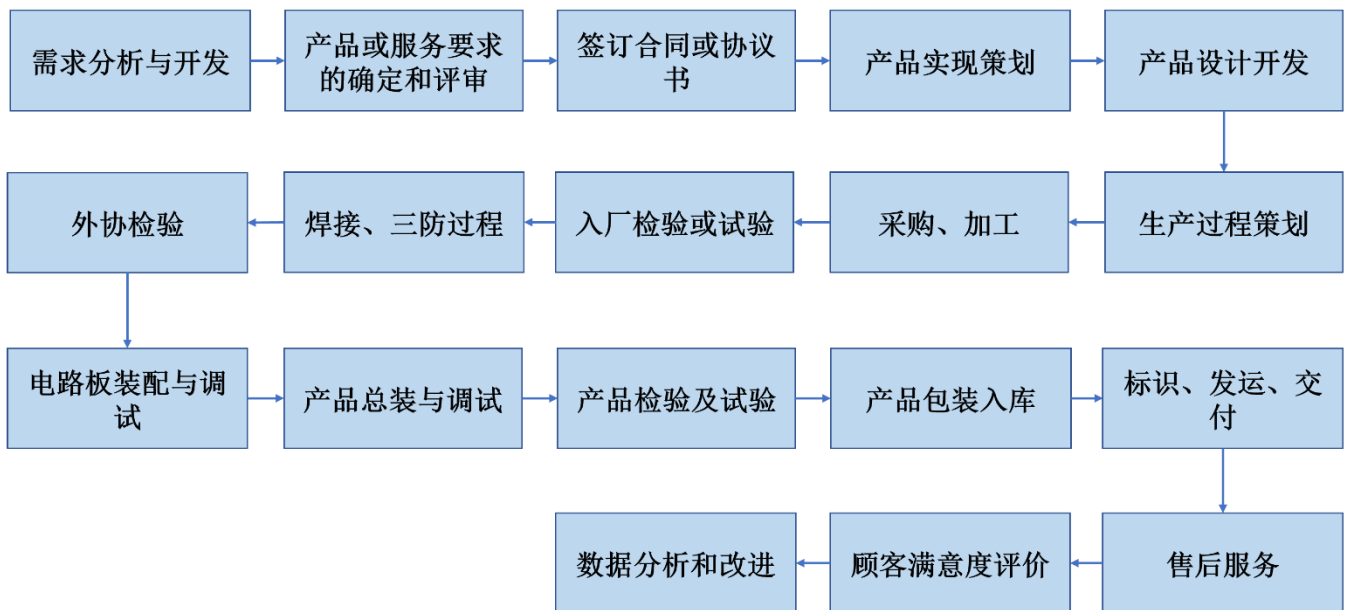 需求分析与开发
产品或服务要求
的确定和评审
签订合同或协议
书
产品实现策划
产品设计开发
生产过程策划
采购、加工
入厂检验或试验
焊接、三防过程
外协检验
电路板装配与调
试
产品总装与调试
产品检验及试验
产品包装入库
标识、发运、交
付
售后服务
顾客满意度评价
数据分析和改进